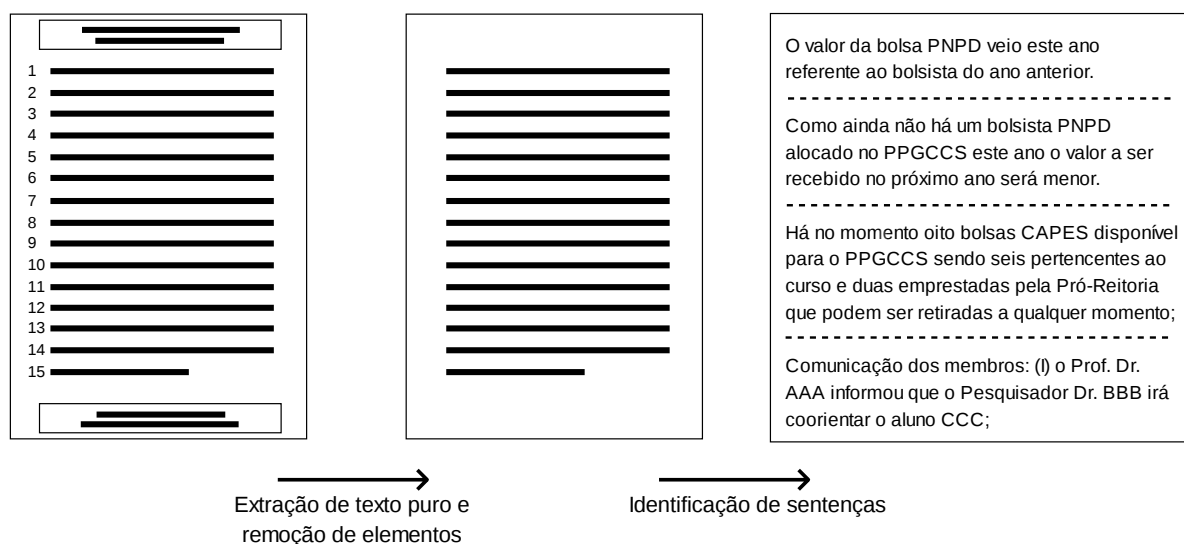 1
2
3
4
5
6
7
8
9
10
11
12
13
14
15
O valor da bolsa PNPD veio este ano
referente ao bolsista do ano anterior.
Como ainda não há um bolsista PNPD
alocado no PPGCCS este ano o valor a ser
recebido no próximo ano será menor.
Há no momento oito bolsas CAPES disponível
para o PPGCCS sendo seis pertencentes ao
curso e duas emprestadas pela Pró-Reitoria
que podem ser retiradas a qualquer momento;
Comunicação dos membros: (I) o Prof. Dr.
AAA informou que o Pesquisador Dr. BBB irá
coorientar o aluno CCC;
Extração de texto puro e
remoção de elementos
Identificação de sentenças